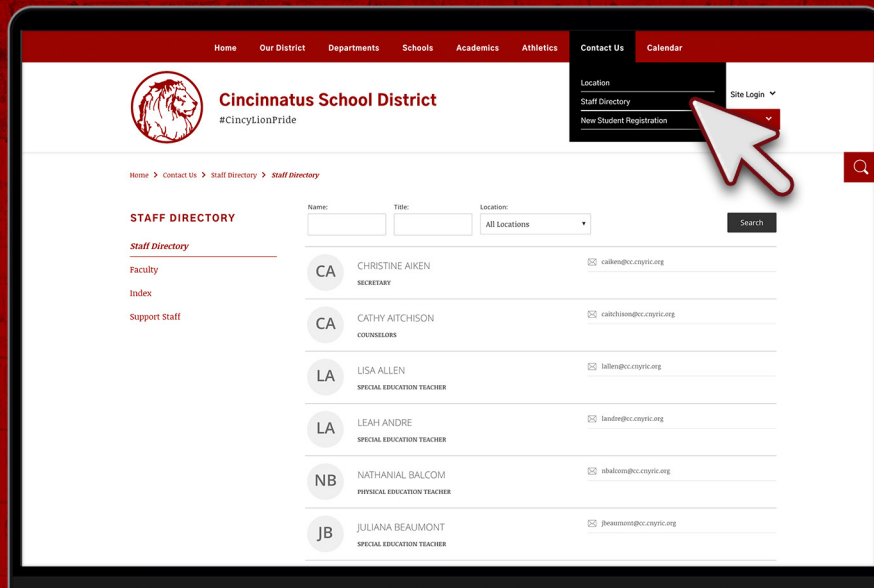 Home Our District Departments Schools Academics Athletics Contact Us Calendar
Location
Staff Directory
New Student Registration
Site Login
Cincinnatus School District
#CincyLionPride
Home > Contact Us > Staff Directory > Staff Directory
STAFF DIRECTORY
Staff Directory
Faculty
Index
Support Staff
Name: Title: Location:
All Locations
Search
CA CHRISTINE AIKEN caiken@cc.cnyric.org
SECRETARY
CA CATHY AITCHISON caitchison@cc.cnyric.org
COUNSELORS
LA LISA ALLEN lallen@cc.cnyric.org
SPECIAL EDUCATION TEACHER
LA LEAH ANDRE landre@cc.cnyric.org
SPECIAL EDUCATION TEACHER
NB NATHANIAL BALCOM nbalcom@cc.cnyric.org
PHYSICAL EDUCATION TEACHER
JB JULIANA BEAUMONT jbeaumont@cc.cnyric.org
SPECIAL EDUCATION TEACHER